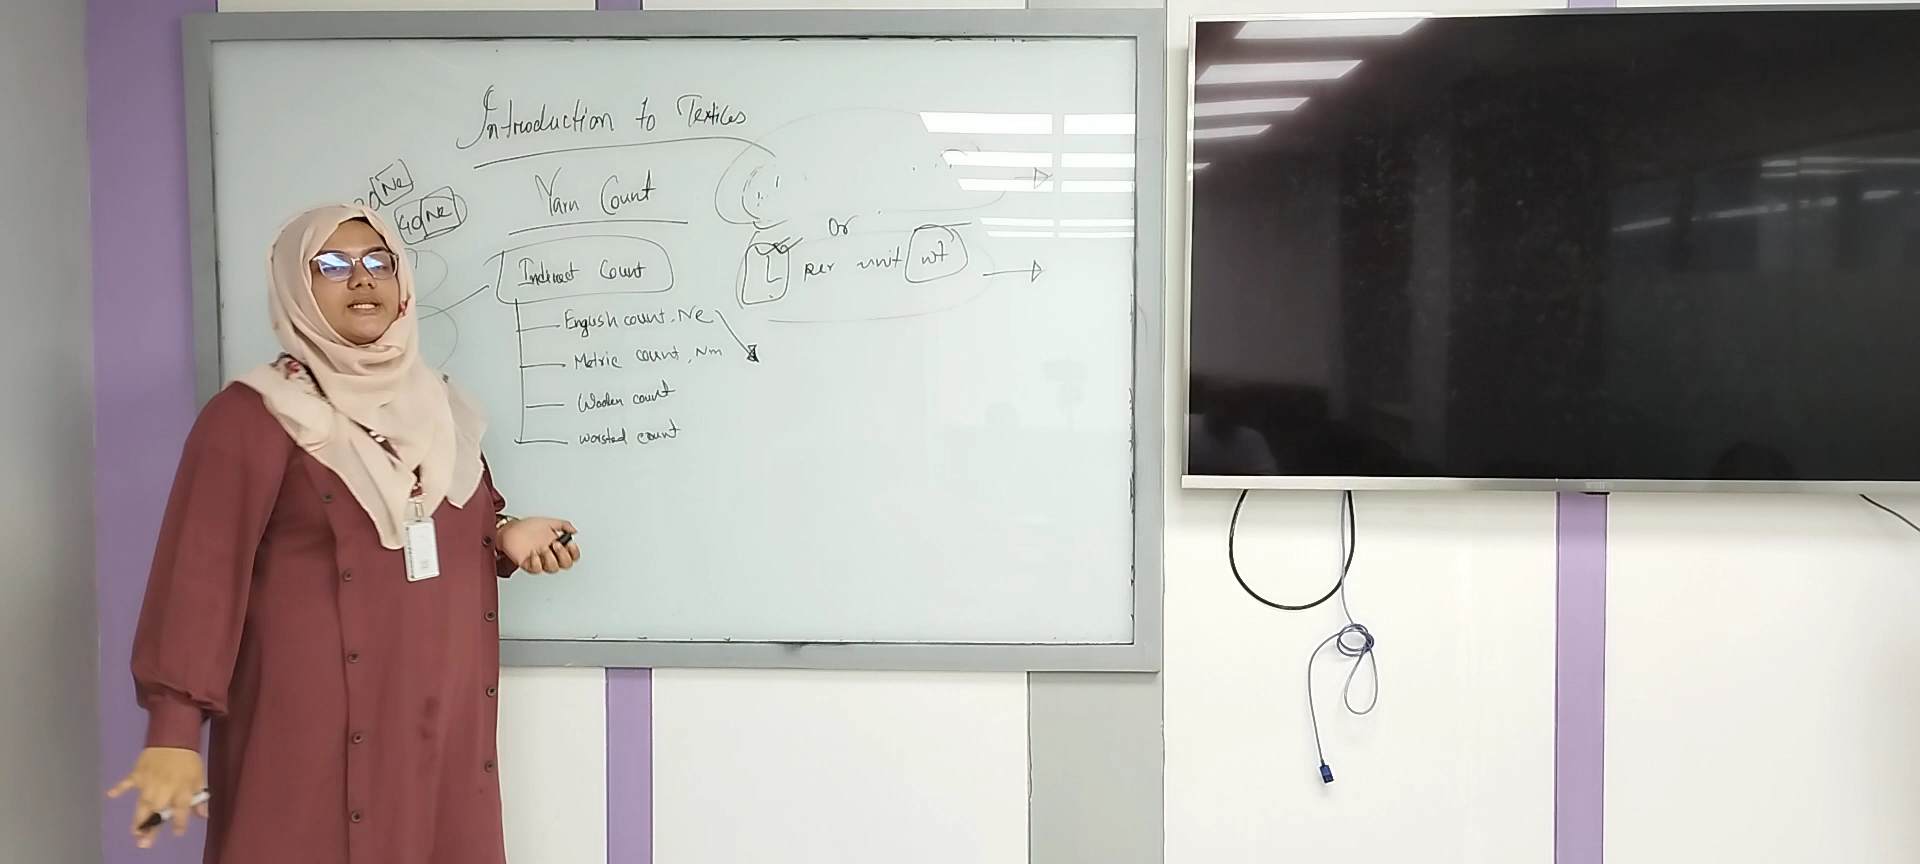 Introduction to Textiles
Yarn Count
Ne
40 Ne
Or
Indirect Count
L per unit wt
English count, Ne
Metric count, Nm
Woolen count
worsted count